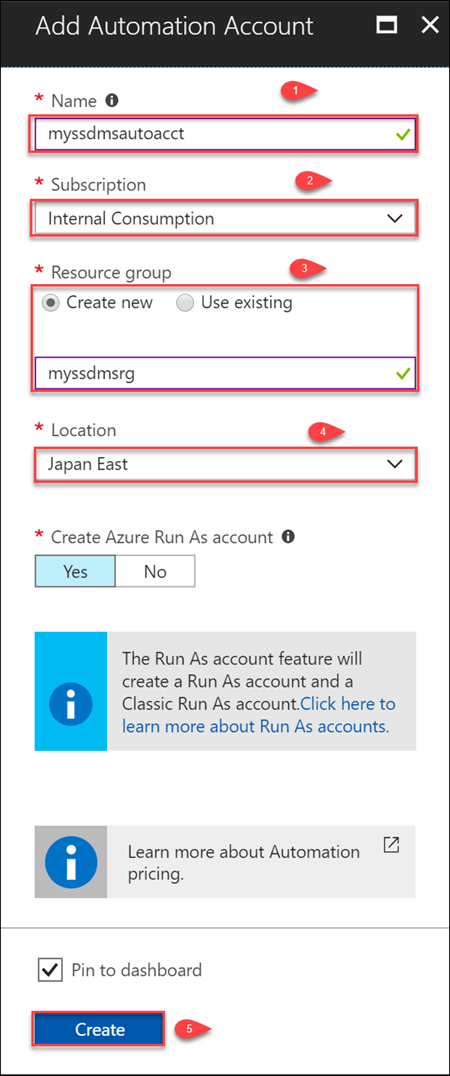 Add Automation Account
* Name
1
myssdmsautoacct
* Subscription
2
Internal Consumption
* Resource group
3
Create new
Use existing
myssdmsrg
* Location
4
Japan East
* Create Azure Run As account
Yes
No
The Run As account feature will
create a Run As account and a
Classic Run As account.Click here to
learn more about Run As accounts.
Learn more about Automation
pricing.
Pin to dashboard
Create
5